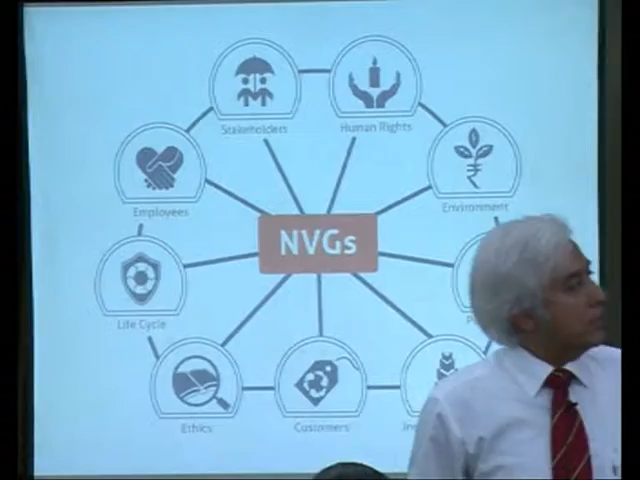 Stakeholders
Human Rights
Employees
Environment
NVGs
Life Cycle
Ethics
Customers